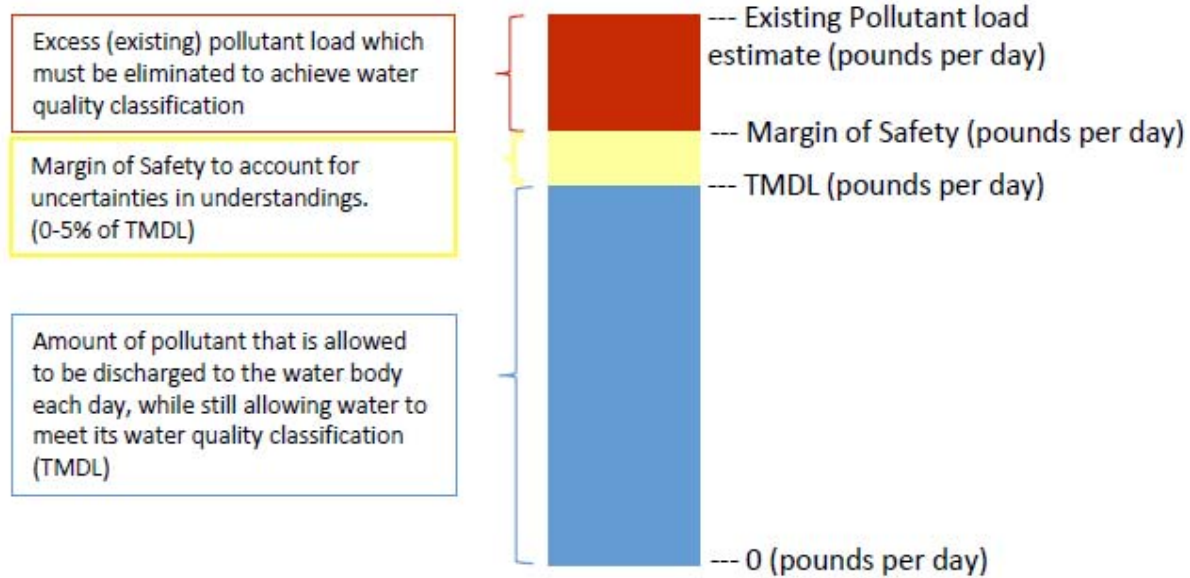 Excess (existing) pollutant load which
must be eliminated to achieve water
quality classification
Margin of Safety to account for
uncertainties in understandings.
(0-5% of TMDL)
Amount of pollutant that is allowed
to be discharged to the water body
each day, while still allowing water to
meet its water quality classification
(TMDL)
--- Existing Pollutant load
estimate (pounds per day)
--- Margin of Safety (pounds per day)
--- TMDL (pounds per day)
--- 0 (pounds per day)